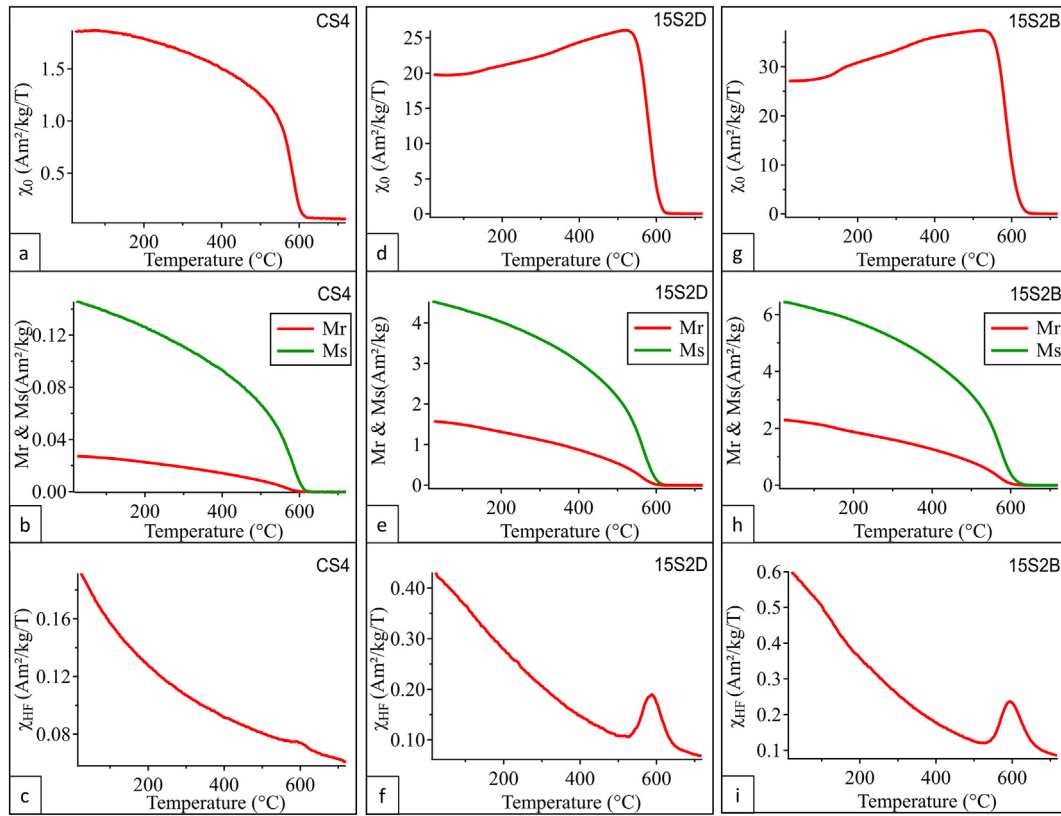 CS4
χ₀ (Am²/kg/T)
1.5
1.0
0.5
200 400 600
Temperature (°C)
a
15S2D
χ₀ (Am²/kg/T)
25
20
15
10
5
0
200 400 600
Temperature (°C)
d
15S2B
χ₀ (Am²/kg/T)
30
20
10
0
200 400 600
Temperature (°C)
g
CS4
Mr & Ms(Am²/kg)
0.12
0.08
0.04
0.00
Mr
Ms
200 400 600
Temperature (°C)
b
15S2D
Mr & Ms(Am²/kg)
4
3
2
1
0
Mr
Ms
200 400 600
Temperature (°C)
e
15S2B
Mr & Ms(Am²/kg)
6
4
2
0
Mr
Ms
200 400 600
Temperature (°C)
h
CS4
χHF (Am²/kg/T)
0.16
0.12
0.08
200 400 600
Temperature (°C)
c
15S2D
χHF (Am²/kg/T)
0.40
0.30
0.20
0.10
200 400 600
Temperature (°C)
f
15S2B
χHF (Am²/kg/T)
0.6
0.5
0.4
0.3
0.2
0.1
200 400 600
Temperature (°C)
i